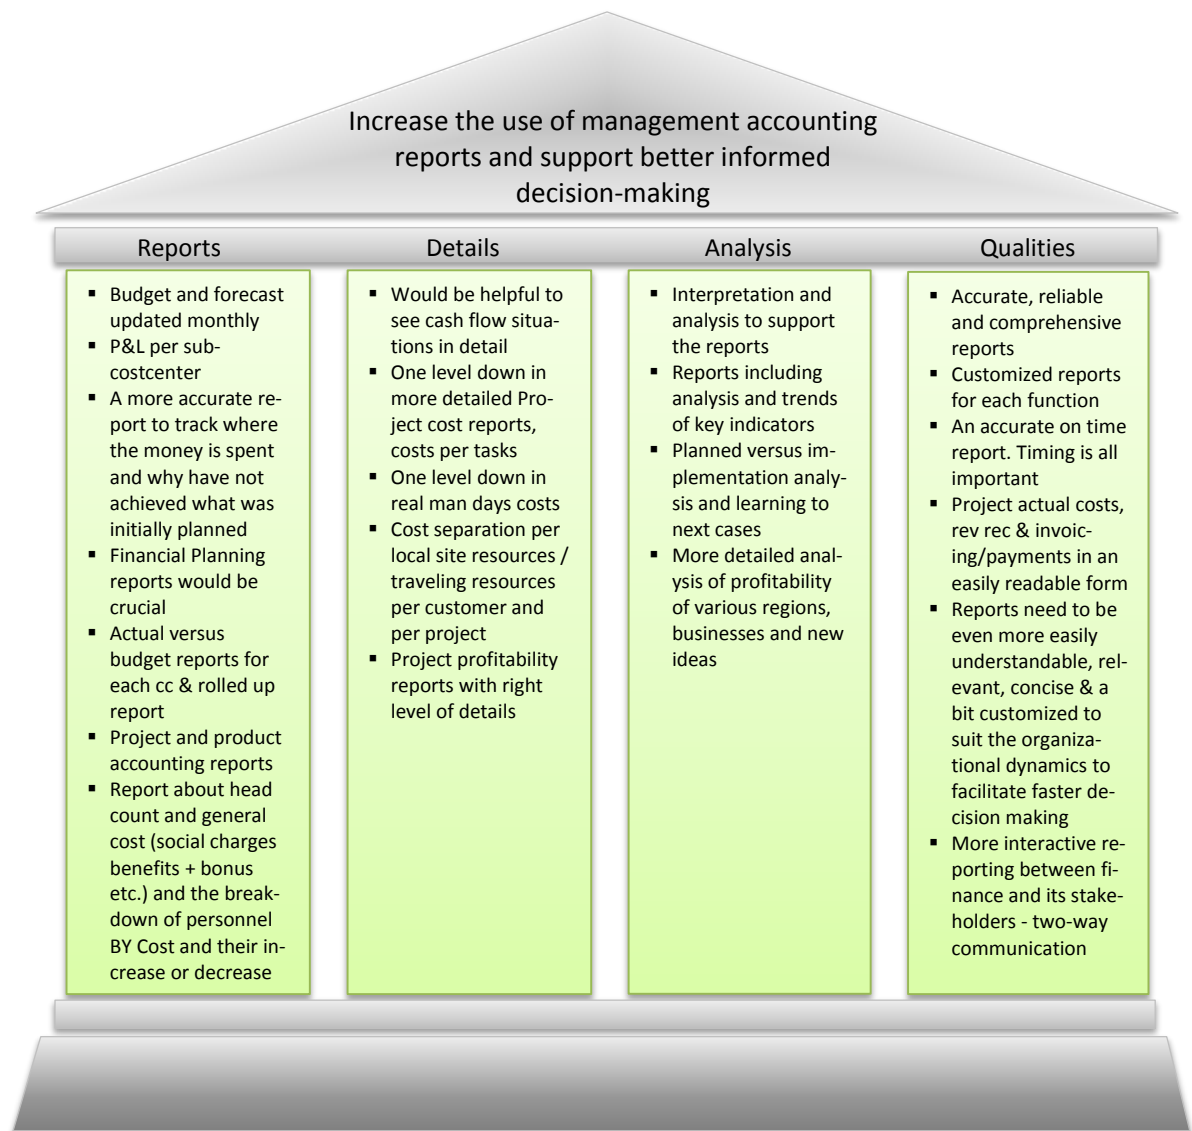 Increase the use of management accounting
reports and support better informed
decision-making
Reports
Details
Analysis
Qualities
▪ Budget and forecast
updated monthly
▪ P&L per sub-
costcenter
▪ A more accurate re-
port to track where
the money is spent
and why have not
achieved what was
initially planned
▪ Financial Planning
reports would be
crucial
▪ Actual versus
budget reports for
each cc & rolled up
report
▪ Project and product
accounting reports
▪ Report about head
count and general
cost (social charges
benefits + bonus
etc.) and the break-
down of personnel
BY Cost and their in-
crease or decrease
▪ Would be helpful to
see cash flow situa-
tions in detail
▪ One level down in
more detailed Pro-
ject cost reports,
costs per tasks
▪ One level down in
real man days costs
▪ Cost separation per
local site resources /
traveling resources
per customer and
per project
▪ Project profitability
reports with right
level of details
▪ Interpretation and
analysis to support
the reports
▪ Reports including
analysis and trends
of key indicators
▪ Planned versus im-
plementation analy-
sis and learning to
next cases
▪ More detailed anal-
ysis of profitability
of various regions,
businesses and new
ideas
▪ Accurate, reliable
and comprehensive
reports
▪ Customized reports
for each function
▪ An accurate on time
report. Timing is all
important
▪ Project actual costs,
rev rec & invoic-
ing/payments in an
easily readable form
▪ Reports need to be
even more easily
understandable, rel-
evant, concise & a
bit customized to
suit the organiza-
tional dynamics to
facilitate faster de-
cision making
▪ More interactive re-
porting between fi-
nance and its stake-
holders - two-way
communication